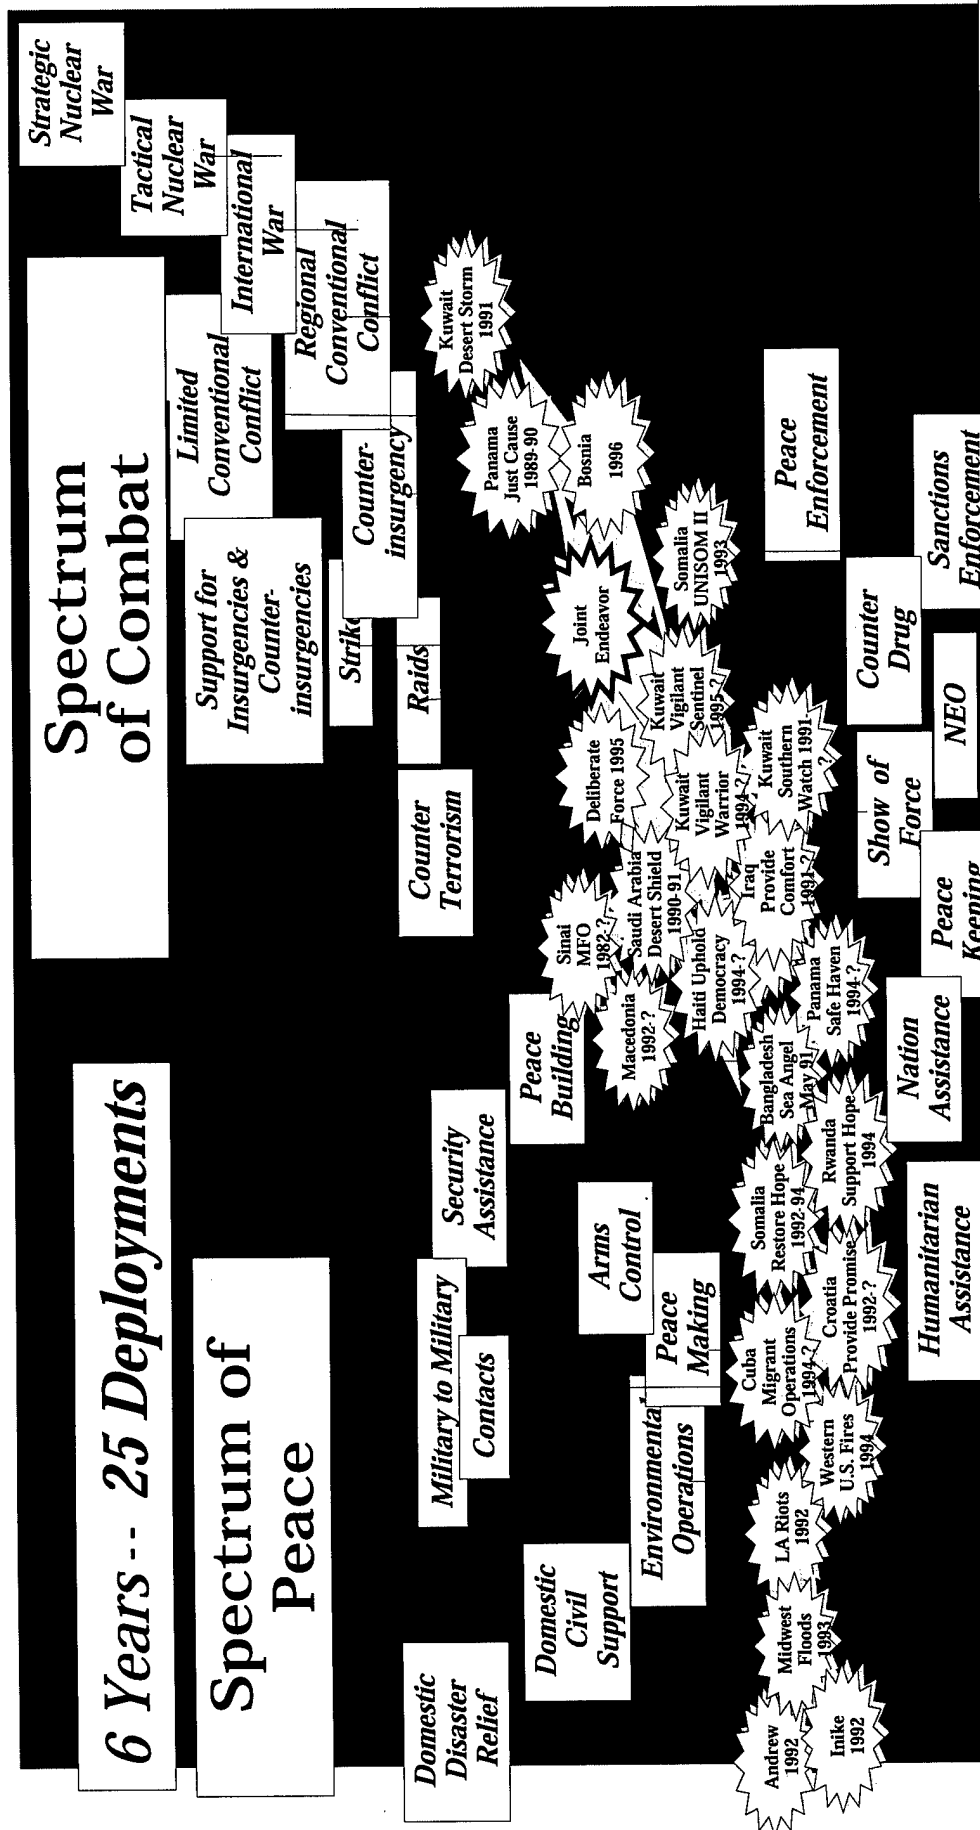 6 Years -- 25 Deployments
Spectrum of
Peace
Spectrum
of Combat
Strategic
Nuclear
War
Tactical
Nuclear
War
International
War
Regional
Conventional
Conflict
Limited
Conventional
Conflict
Support for
Insurgencies &
Counter-
insurgencies
Counter-
insurgency
Strike
Raids
Counter
Terrorism
Peace
Building
Security
Assistance
Military to Military
Contacts
Domestic
Disaster
Relief
Domestic
Civil
Support
Environmenta
Operations
Arms
Control
Peace
Making
Kuwait
Desert Storm
1991
Panama
Just Cause
1989-90
Bosnia
1996
Joint
Endeavor
Somalia
UNISOM II
1993
Deliberate
Force 1995
Kuwait
Vigilant
Sentinel
1995-?
Kuwait
Vigilant
Warrior
1994-?
Kuwait
Southern
Watch 1991-
?
Sinai
MFO
1982-?
Saudi Arabia
Desert Shield
1990-91
Iraq
Provide
Comfort
1991-?
Macedonia
1992-?
Haiti Uphold
Democracy
1994-?
Panama
Safe Haven
1994-?
Bangladesh
Sea Angel
May 91
Rwanda
Support Hope
1994
Somalia
Restore Hope
1992-94
Croatia
Provide Promise
1992-?
Cuba
Migrant
Operations
1994-?
Western
U.S. Fires
1994
LA Riots
1992
Midwest
Floods
1993
Andrew
1992
Inike
1992
Peace
Enforcement
Counter
Drug
Sanctions
Enforcement
Show of
Force
NEO
Peace
Keeping
Nation
Assistance
Humanitarian
Assistance